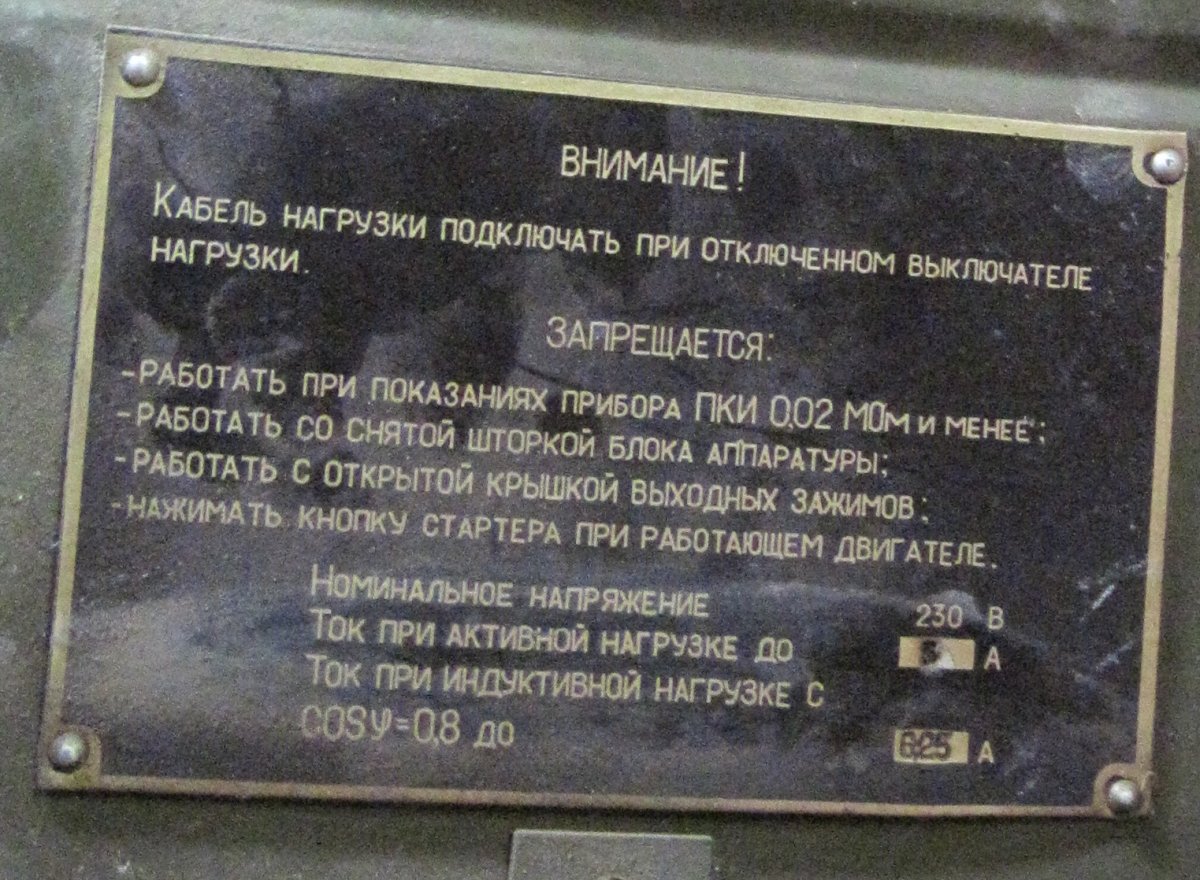 ВНИМАНИЕ!
КАБЕЛЬ НАГРУЗКИ ПОДКЛЮЧАТЬ ПРИ ОТКЛЮЧЕННОМ ВЫКЛЮЧАТЕЛЕ
НАГРУЗКИ.
ЗАПРЕЩАЕТСЯ:
-РАБОТАТЬ ПРИ ПОКАЗАНИЯХ ПРИБОРА ПКИ 0,02 МОм И МЕНЕЕ;
-РАБОТАТЬ СО СНЯТОЙ ШТОРКОЙ БЛОКА АППАРАТУРЫ;
-РАБОТАТЬ С ОТКРЫТОЙ КРЫШКОЙ ВЫХОДНЫХ ЗАЖИМОВ;
-НАЖИМАТЬ КНОПКУ СТАРТЕРА ПРИ РАБОТАЮЩЕМ ДВИГАТЕЛЕ.
НОМИНАЛЬНОЕ НАПРЯЖЕНИЕ 230 В
ТОК ПРИ АКТИВНОЙ НАГРУЗКЕ ДО А
ТОК ПРИ ИНДУКТИВНОЙ НАГРУЗКЕ С
COSΨ=0,8 ДО 6,25 А